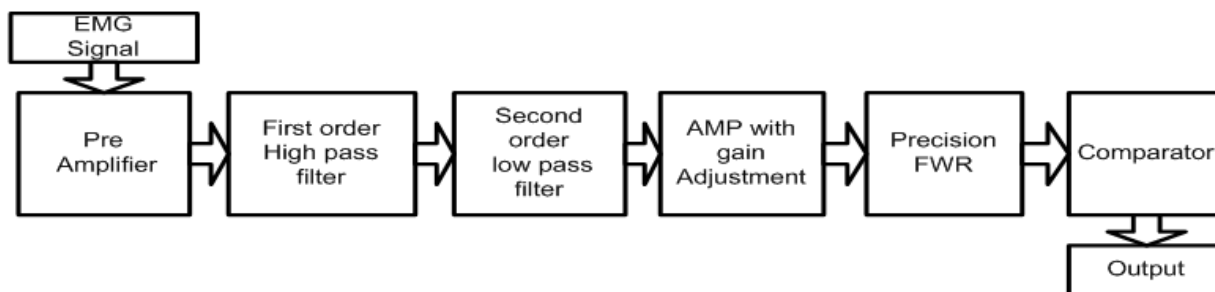 EMG
Signal
Pre
Amplifier
First order
High pass
filter
Second
order
low pass
filter
AMP with
gain
Adjustment
Precision
FWR
Comparator
Output